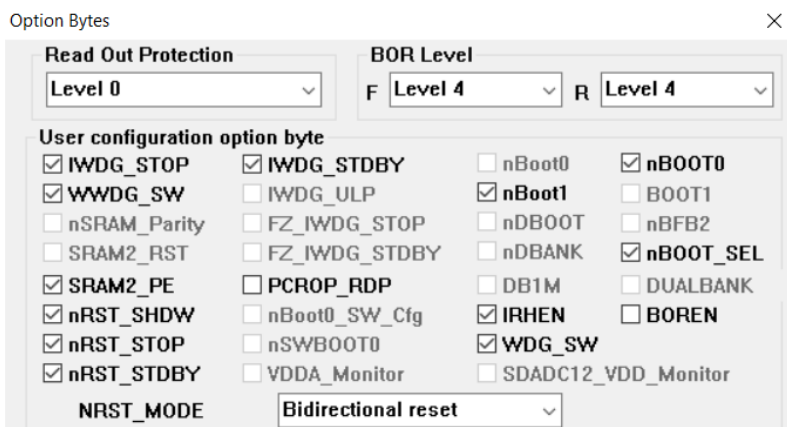 Option Bytes
Read Out Protection BOR Level
Level 0 F Level 4 R Level 4
User configuration option byte
IWDG_STOP IWDG_STDBY nBoot0 nBOOT0
WWDG_SW IWDG_ULP nBoot1 BOOT1
nSRAM_Parity FZ_IWDG_STOP nDBOOT nBFB2
SRAM2_RST FZ_IWDG_STDBY nDBANK nBOOT_SEL
SRAM2_PE PCROP_RDP DB1M DUALBANK
nRST_SHDW nBoot0_SW_Cfg IRHEN BOREN
nRST_STOP nSWBOOT0 WDG_SW
nRST_STDBY VDDA_Monitor SDADC12_VDD_Monitor
NRST_MODE Bidirectional reset